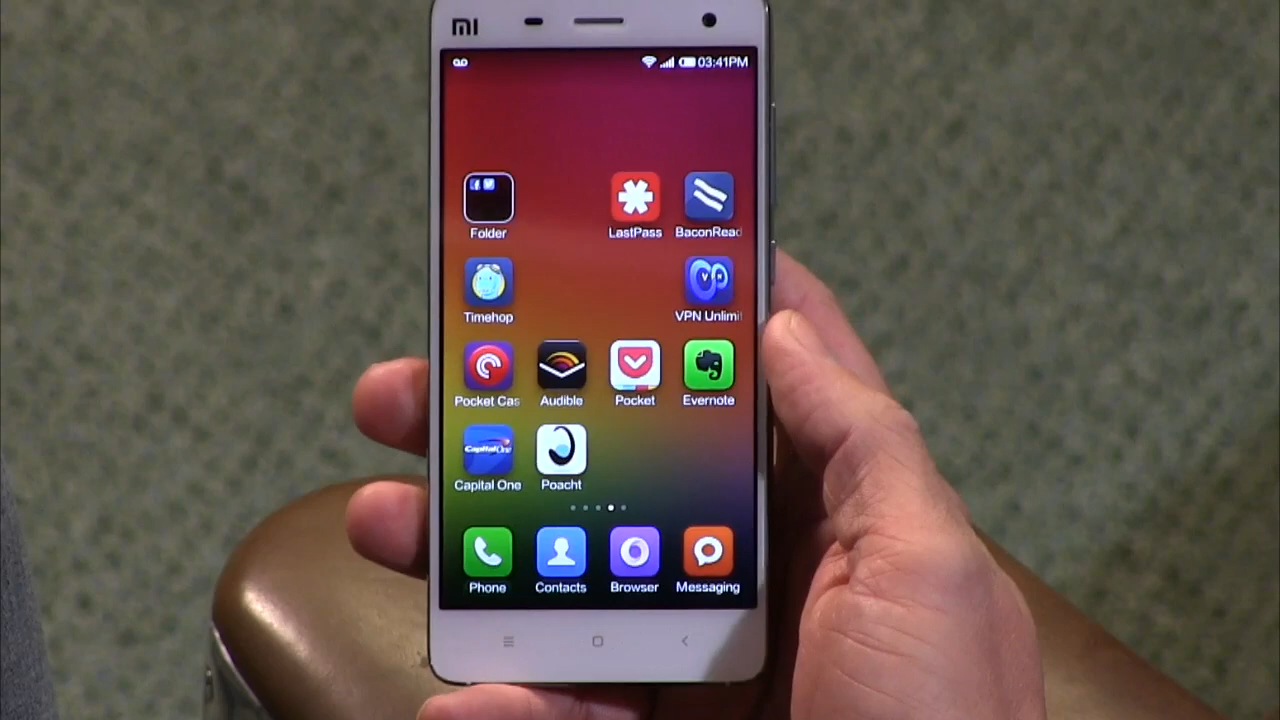 MI
03:41PM
Folder
LastPass
BaconRead
Timehop
VPN Unlimi
Pocket Cas
Audible
Pocket
Evernote
CapitalOne
Capital One
Poacht
Phone
Contacts
Browser
Messaging